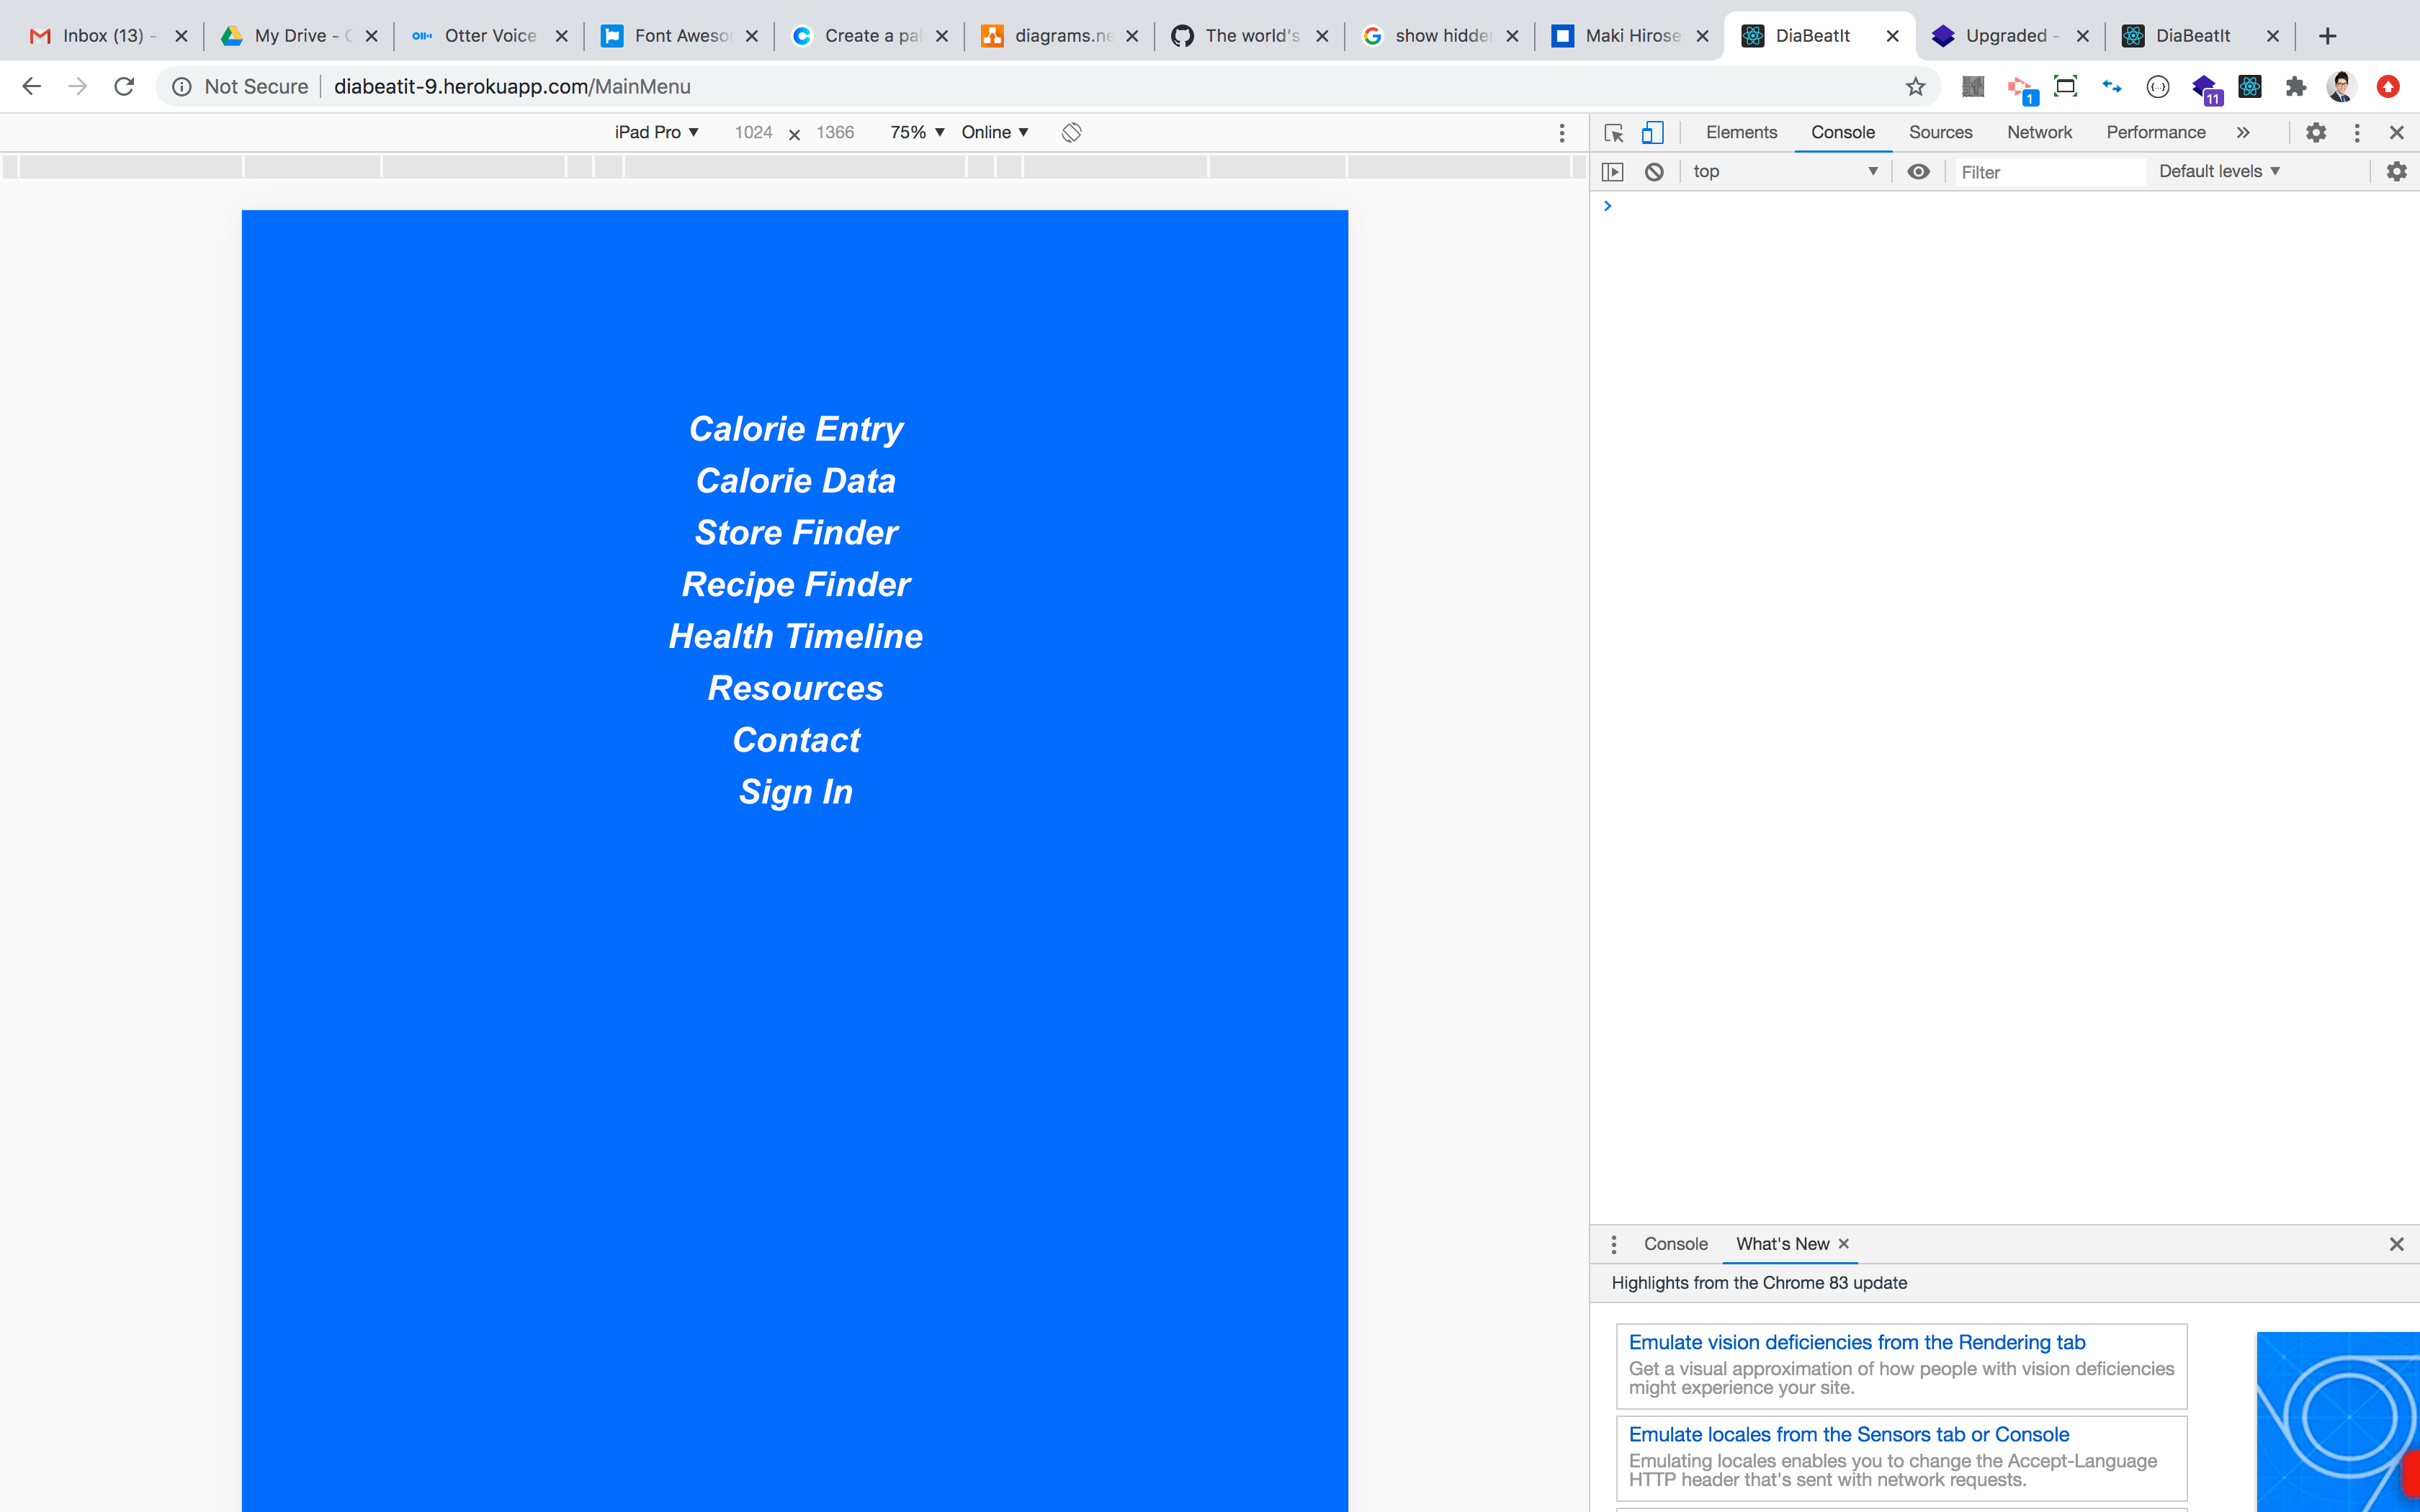 Inbox (13) -
My Drive -
Otter Voice
Font Aweso
Create a pal
diagrams.ne
The world's
show hidde
Maki Hirose
DiaBeatIt
Upgraded -
DiaBeatIt
Not Secure
diabeatit-9.herokuapp.com/MainMenu
1
11
iPad Pro
1024
1366
75%
Online
Elements
Console
Sources
Network
Performance
top
Filter
Default levels
Calorie Entry
Calorie Data
Store Finder
Recipe Finder
Health Timeline
Resources
Contact
Sign In
Console
What's New
Highlights from the Chrome 83 update
Emulate vision deficiencies from the Rendering tab
Get a visual approximation of how people with vision deficiencies
might experience your site.
Emulate locales from the Sensors tab or Console
Emulating locales enables you to change the Accept-Language
HTTP header that's sent with network requests.